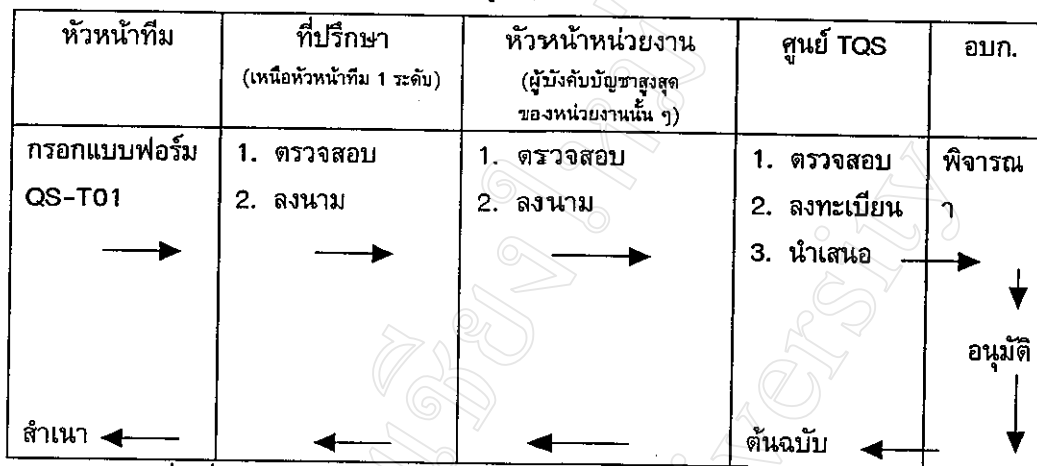 หัวหน้าทีม
ที่ปรึกษา
(เหนือหัวหน้าทีม 1 ระดับ)
หัวหน้าหน่วยงาน
(ผู้บังคับบัญชาสูงสุด
ของหน่วยงานนั้น ๆ)
ศูนย์ TQS
อบก.
กรอกแบบฟอร์ม
QS-T01
1. ตรวจสอบ
2. ลงนาม
1. ตรวจสอบ
2. ลงนาม
1. ตรวจสอบ
2. ลงทะเบียน
3. นำเสนอ
พิจารณ
า
อนุมัติ
สำเนา
ต้นฉบับ